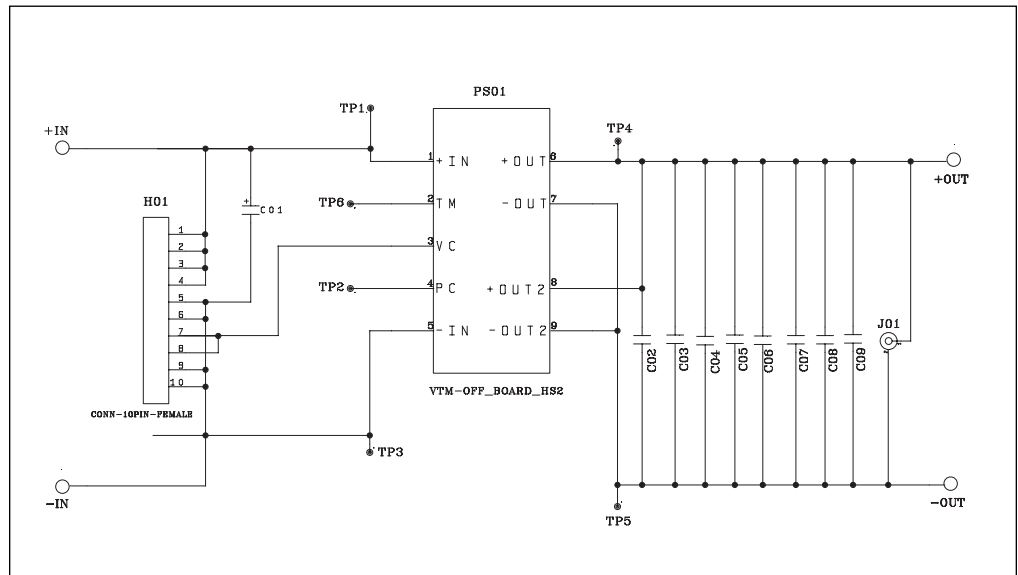 PS01
TP1
TP4
+IN
1 +IN
+OUT 6
+OUT
H01
+ C01
TP6
2 TM
-OUT 7
1
2
3
4
5
6
7
8
9
10
3 VC
TP2
4 PC
+OUT2 8
5 -IN
-OUT2 9
C02
C03
C04
C05
C06
C07
C08
C09
J01
VTM-OFF_BOARD_HS2
CONN-10PIN-FEMALE
TP3
-IN
-OUT
TP5